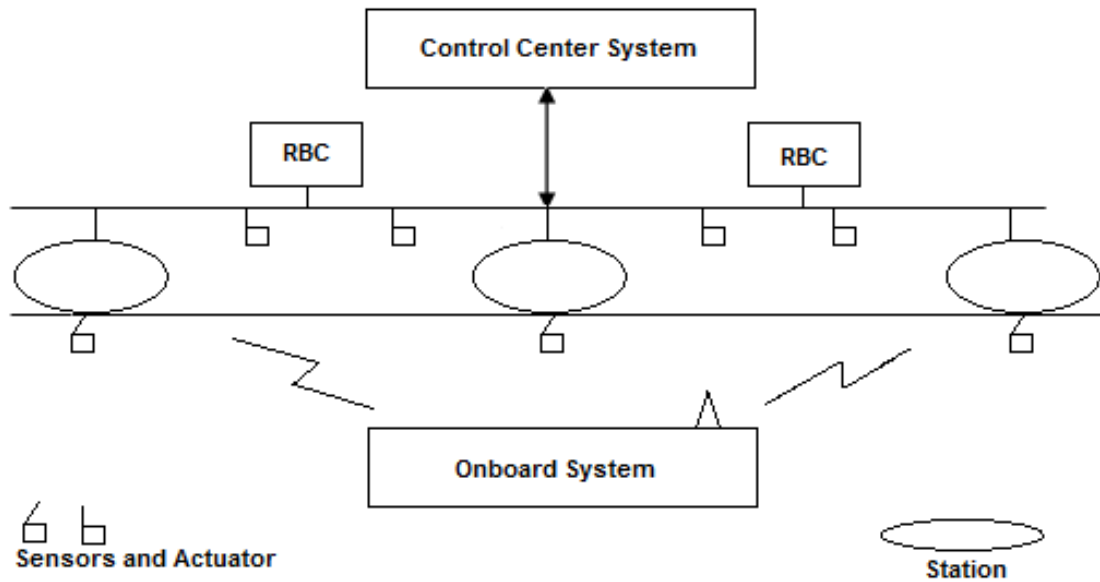 Control Center System
RBC
RBC
Onboard System
Sensors and Actuator
Station